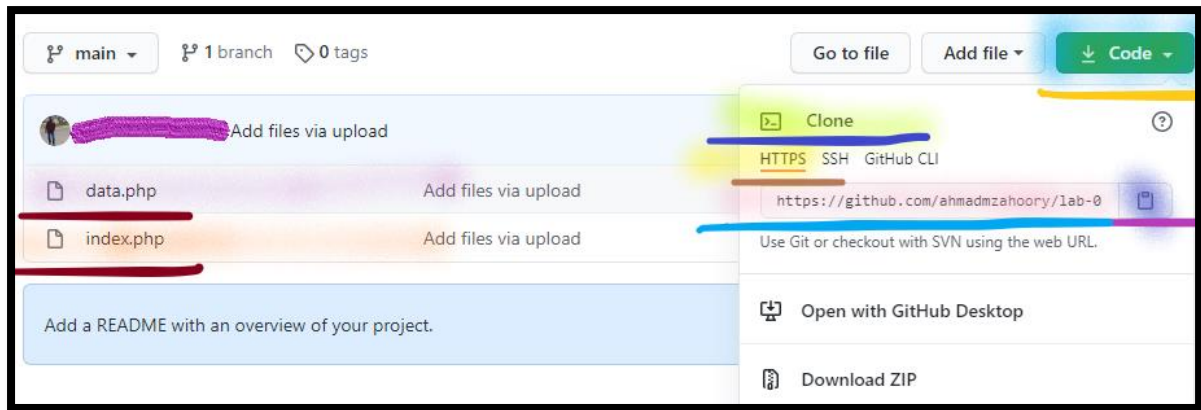 main 1 branch 0 tags Go to file Add file Code
Add files via upload
data.php Add files via upload
index.php Add files via upload
Add a README with an overview of your project.
Clone
HTTPS SSH GitHub CLI
https://github.com/ahmadmzahoory/lab-0
Use Git or checkout with SVN using the web URL.
Open with GitHub Desktop
Download ZIP